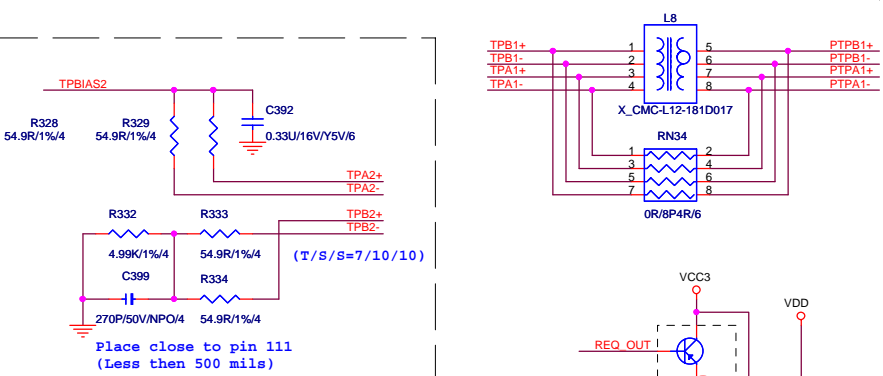 TPBIAS2
R328
54.9R/1%/4
R329
54.9R/1%/4
C392
0.33U/16V/Y5V/6
TPA2+
TPA2-
TPB2+
TPB2-
R332
4.99K/1%/4
R333
54.9R/1%/4
(T/S/S=7/10/10)
C399
270P/50V/NPO/4
R334
54.9R/1%/4
Place close to pin 111
(Less then 500 mils)
L8
TPB1+ 1 5 PTPB1+
TPB1- 2 6 PTPB1-
TPA1+ 3 7 PTPA1+
TPA1- 4 8 PTPA1-
X_CMC-L12-181D017
RN34
1 2
3 4
5 6
7 8
0R/8P4R/6
VCC3
VDD
REQ_OUT